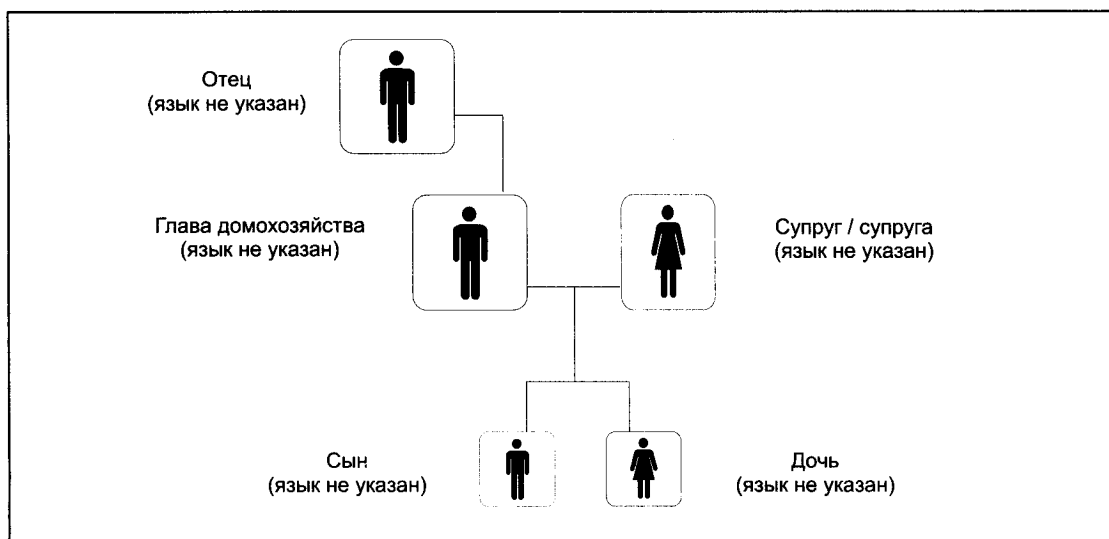 Отец
(язык не указан)
Глава домохозяйства
(язык не указан)
Супруг / супруга
(язык не указан)
Сын
(язык не указан)
Дочь
(язык не указан)